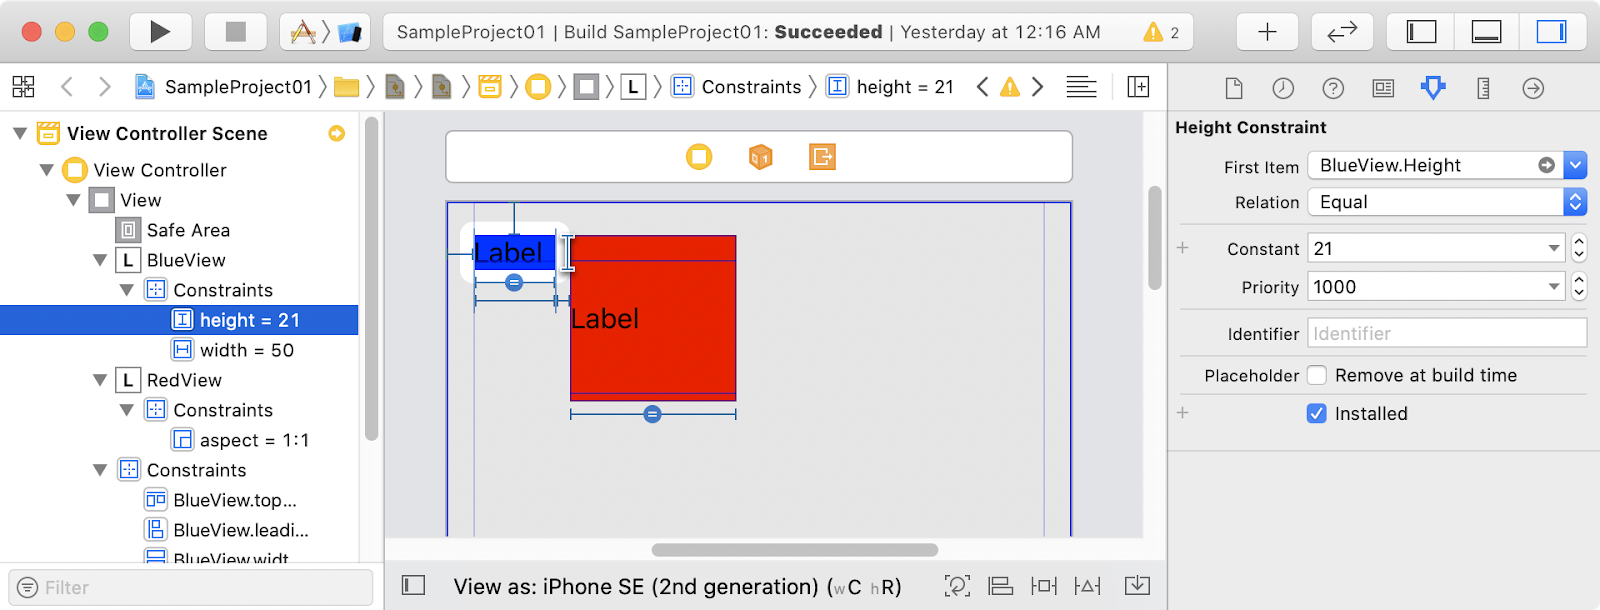 SampleProject01 | Build SampleProject01: Succeeded | Yesterday at 12:16 AM 2
SampleProject01 L Constraints height = 21
View Controller Scene
View Controller
View
Safe Area
L BlueView
Constraints
height = 21
width = 50
L RedView
Constraints
aspect = 1:1
Constraints
BlueView.top...
BlueView.leadi...
BlueView.widt
Filter
Label
Label
View as: iPhone SE (2nd generation) (wC hR)
Height Constraint
First Item BlueView.Height
Relation Equal
Constant 21
Priority 1000
Identifier Identifier
Placeholder Remove at build time
Installed